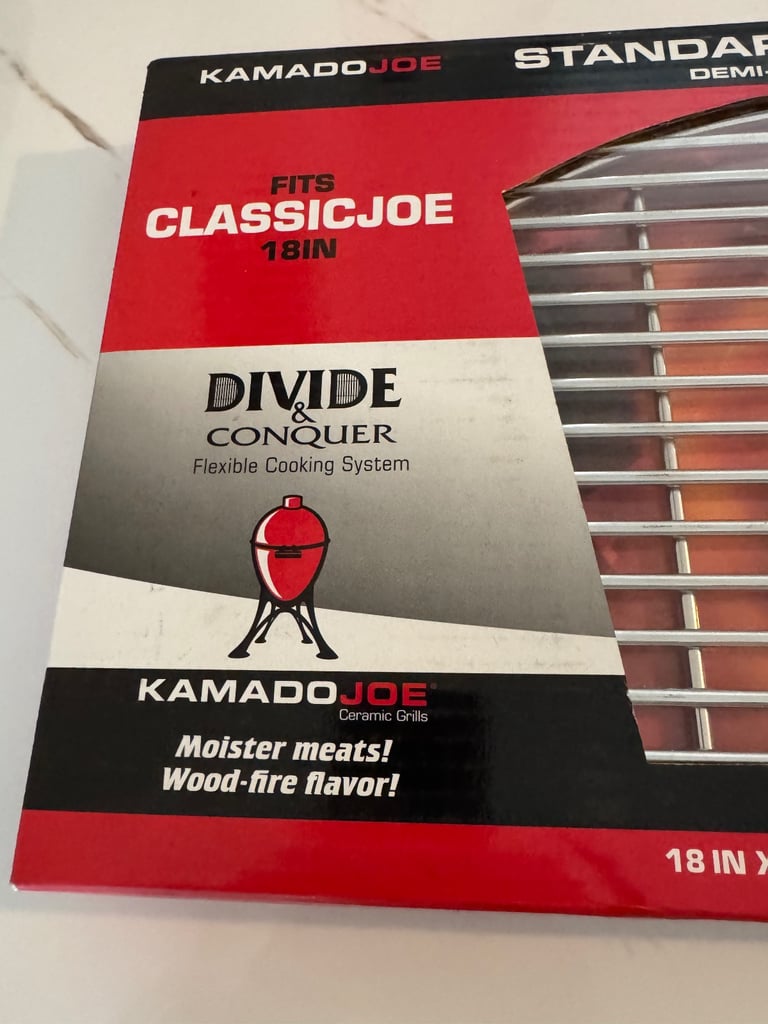 KAMADOJOE
STANDAR
DEMI-
FITS
CLASSICJOE
18IN
DIVIDE
&
CONQUER
Flexible Cooking System
KAMADOJOE®
Ceramic Grills
Moister meats!
Wood-fire flavor!
18 IN X